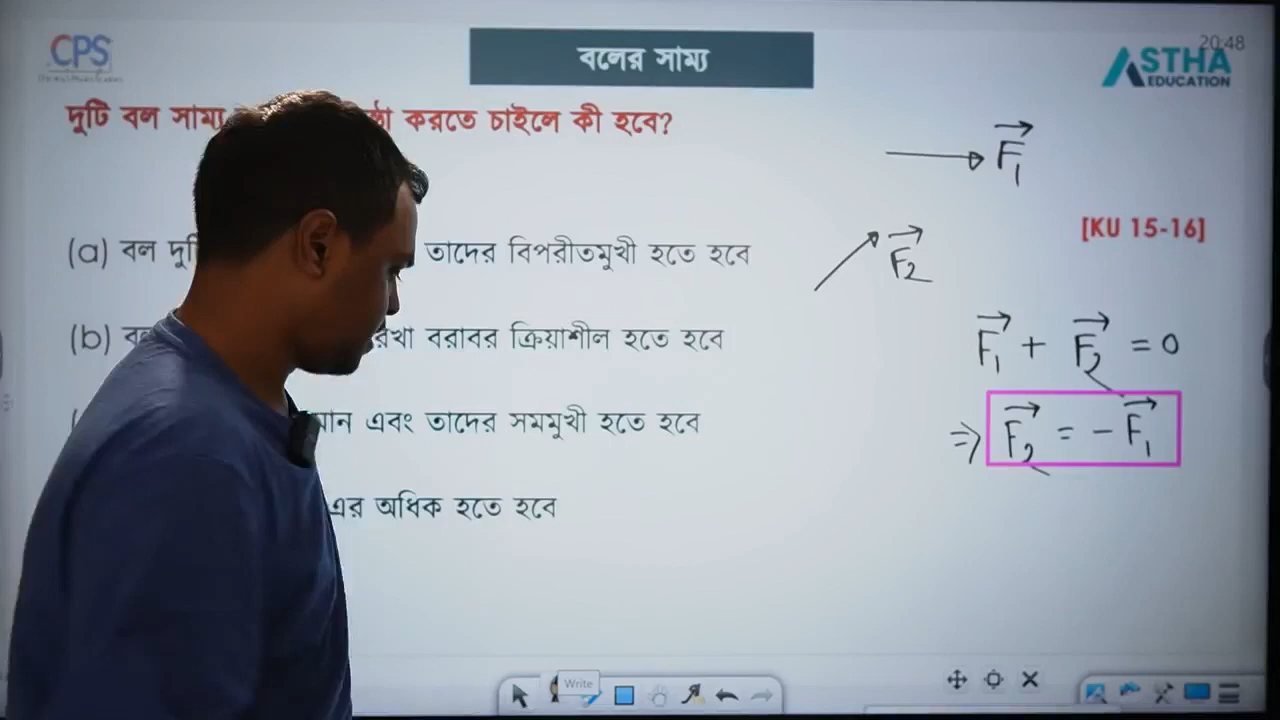 CPS
বলের সাম্য
20:48
ASTHA
EDUCATION
দুটি বল সাম্য করতে চাইলে কী হবে?
F₁
[KU 15-16]
(a) বল তাদের বিপরীতমুখী হতে হবে
F₂
(b) বরাবর ক্রিয়াশীল হতে হবে
F₁ + F₂ = 0
এবং তাদের সমমুখী হতে হবে
⇒ F₂ = - F₁
এর অধিক হতে হবে
Write